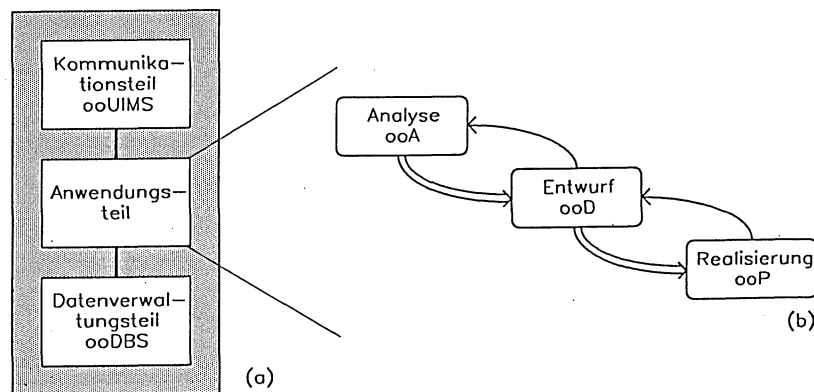 Kommunika–
tionsteil
ooUIMS
Anwendungs–
teil
Datenverwal–
tungsteil
ooDBS
(a)
Analyse
ooA
Entwurf
ooD
Realisierung
ooP
(b)